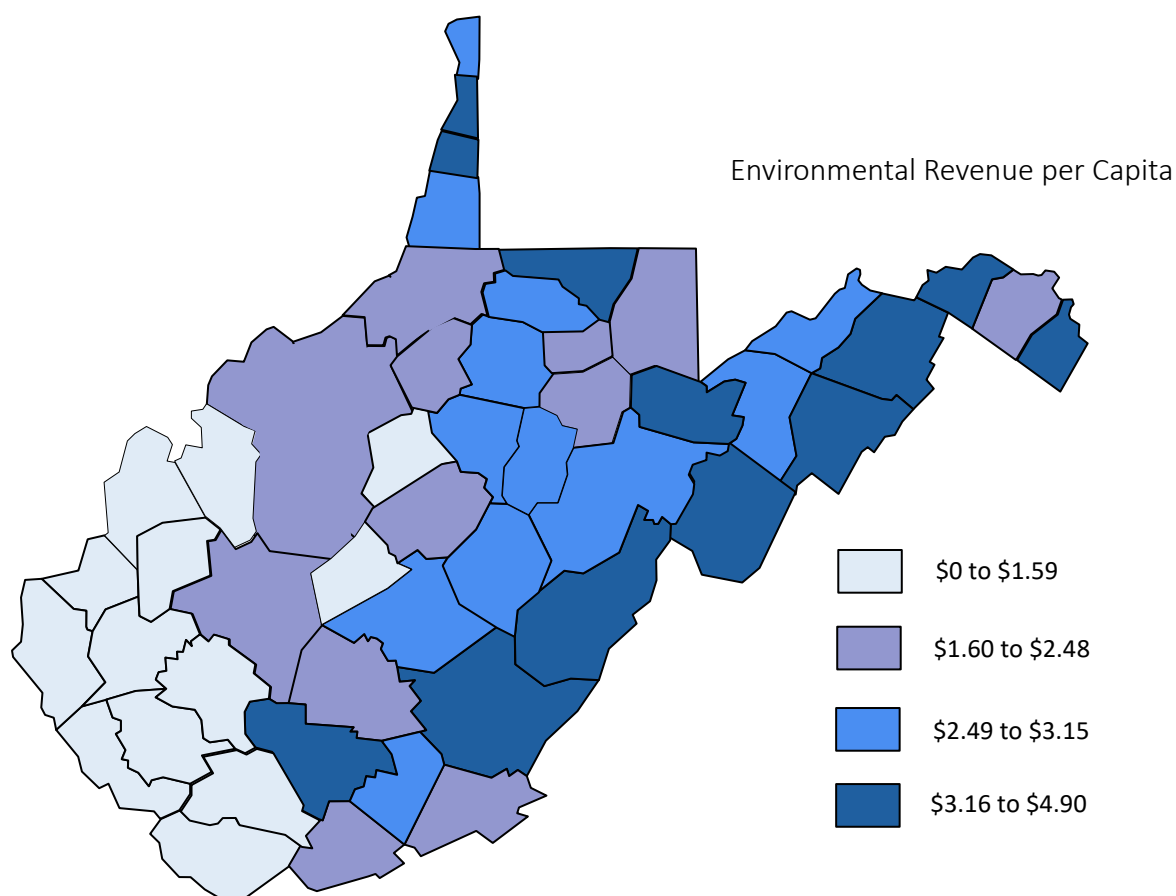 Environmental Revenue per Capita
$0 to $1.59
$1.60 to $2.48
$2.49 to $3.15
$3.16 to $4.90